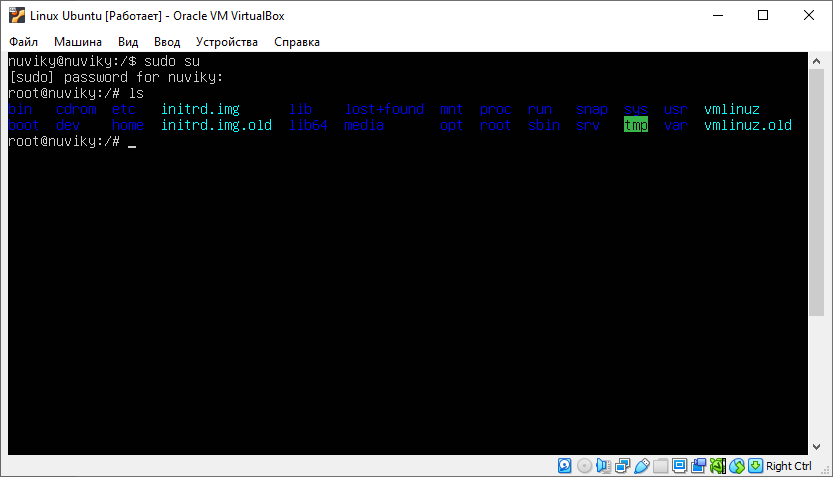 Linux Ubuntu [Работает] - Oracle VM VirtualBox
Файл Машина Вид Ввод Устройства Справка
nuviky@nuviky:/$ sudo su
[sudo] password for nuviky:
root@nuviky:/# ls
bin cdrom etc initrd.img lib lost+found mnt proc run snap sys usr vmlinuz
boot dev home initrd.img.old lib64 media opt root sbin srv tmp var vmlinuz.old
root@nuviky:/# _
Right Ctrl